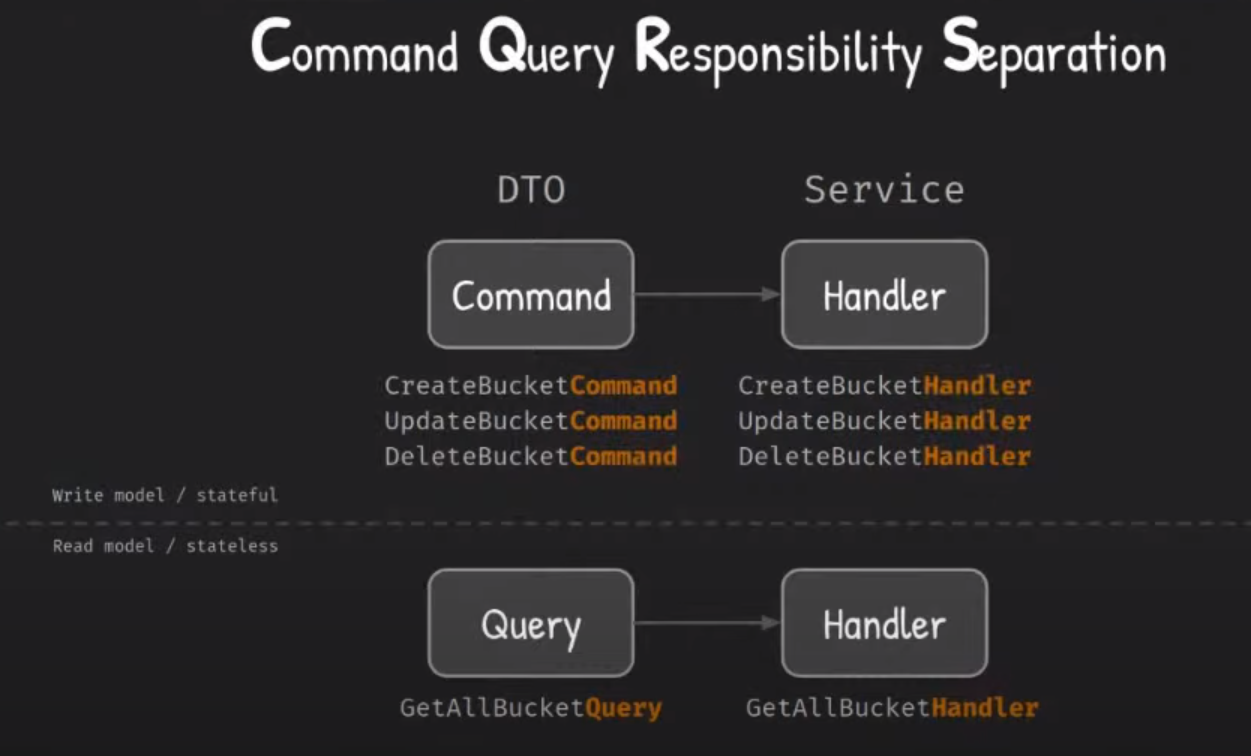 Command Query Responsibility Separation
DTO Service
Command Handler
CreateBucketCommand CreateBucketHandler
UpdateBucketCommand UpdateBucketHandler
DeleteBucketCommand DeleteBucketHandler
Write model / stateful
Read model / stateless
Query Handler
GetAllBucketQuery GetAllBucketHandler